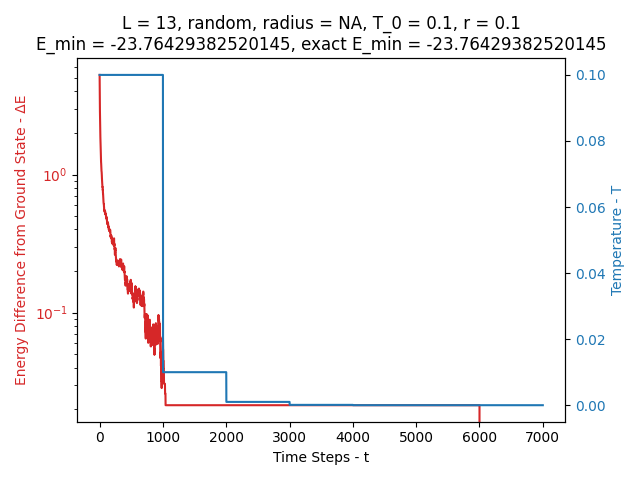 L = 13, random, radius = NA, T_0 = 0.1, r = 0.1
E_min = -23.76429382520145, exact E_min = -23.76429382520145
Energy Difference from Ground State - ΔE
10⁰
10⁻¹
0.10
0.08
0.06
0.04
0.02
0.00
Temperature - T
0 1000 2000 3000 4000 5000 6000 7000
Time Steps - t